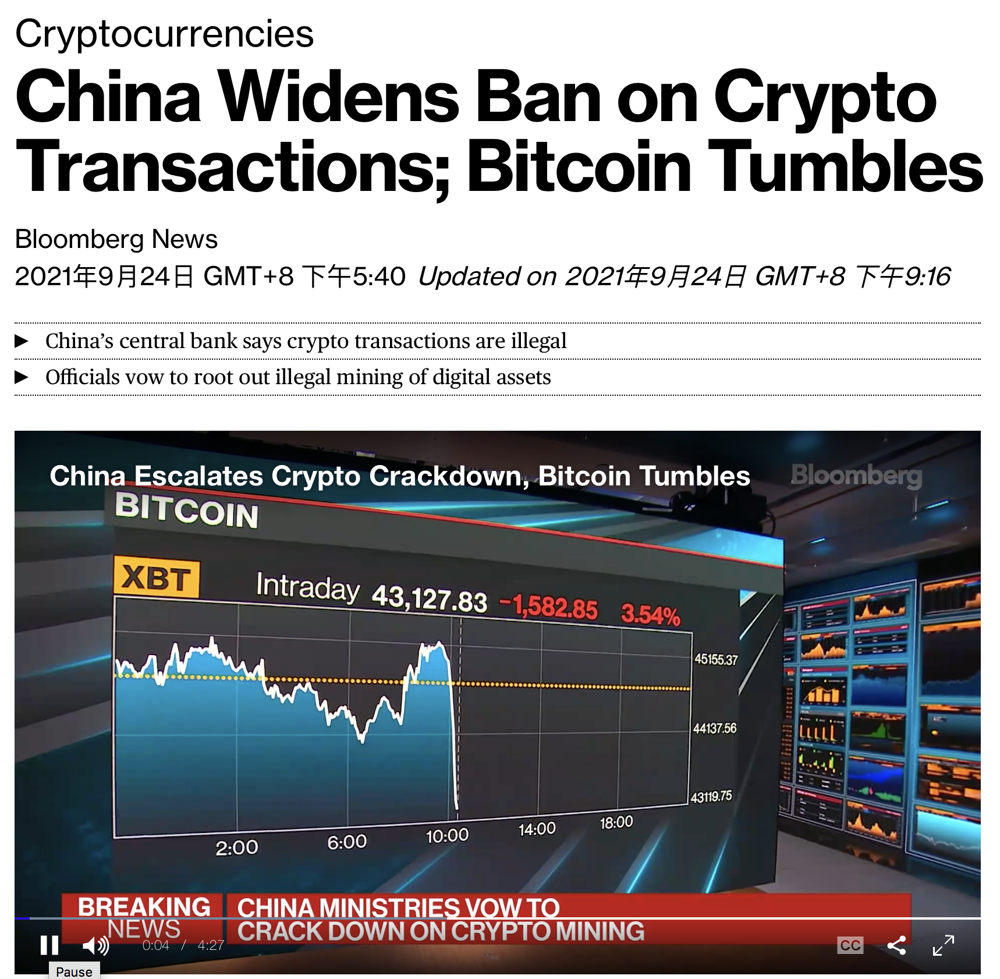 Cryptocurrencies
China Widens Ban on Crypto
Transactions; Bitcoin Tumbles
Bloomberg News
2021年9月24日 GMT+8 下午5:40 Updated on 2021年9月24日 GMT+8 下午9:16
▶ China’s central bank says crypto transactions are illegal
▶ Officials vow to root out illegal mining of digital assets
China Escalates Crypto Crackdown, Bitcoin Tumbles
Bloomberg
BITCOIN
XBT
Intraday 43,127.83 -1,582.85 3.54%
45155.37
44137.56
43119.75
2:00 6:00 10:00 14:00 18:00
BREAKING
NEWS
CHINA MINISTRIES VOW TO
CRACK DOWN ON CRYPTO MINING
0:04 / 4:27
CC
Pause